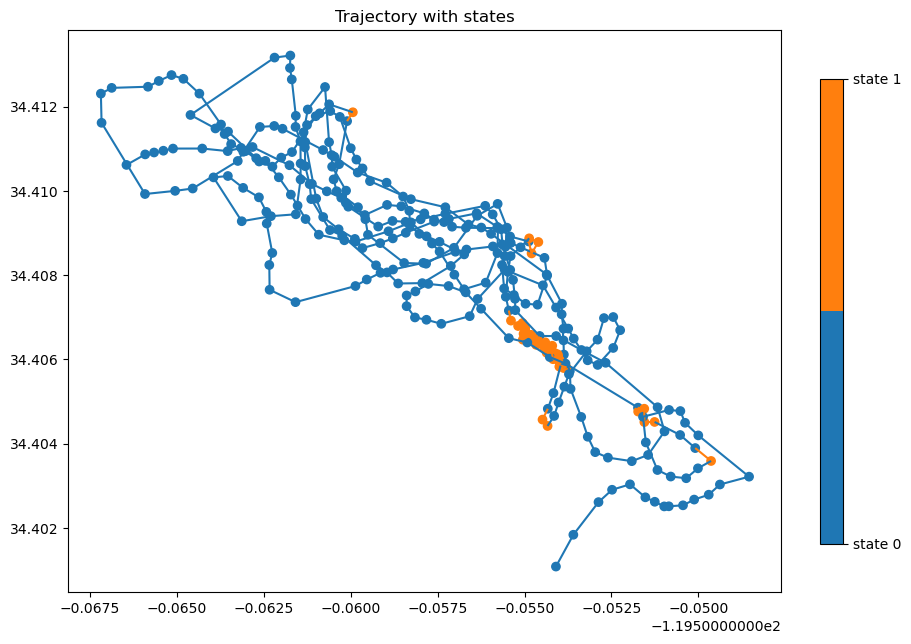 Trajectory with states
34.412
34.410
34.408
34.406
34.404
34.402
−0.0675 −0.0650 −0.0625 −0.0600 −0.0575 −0.0550 −0.0525 −0.0500
−1.1950000000e2
state 1
state 0